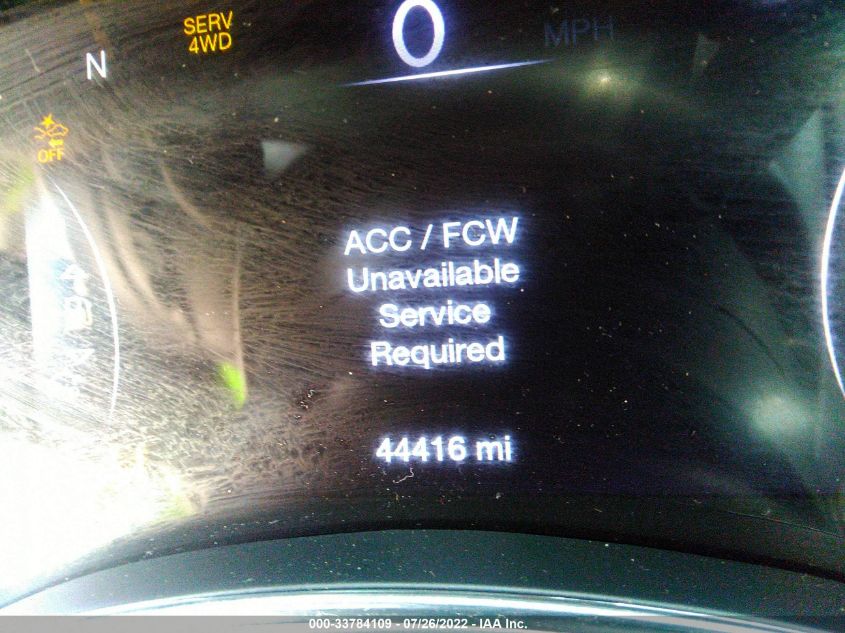 SERV
4WD
0
MPH
N
OFF
ACC / FCW
Unavailable
Service
Required
44416 mi
000-33784109 - 07/26/2022 - IAA Inc.